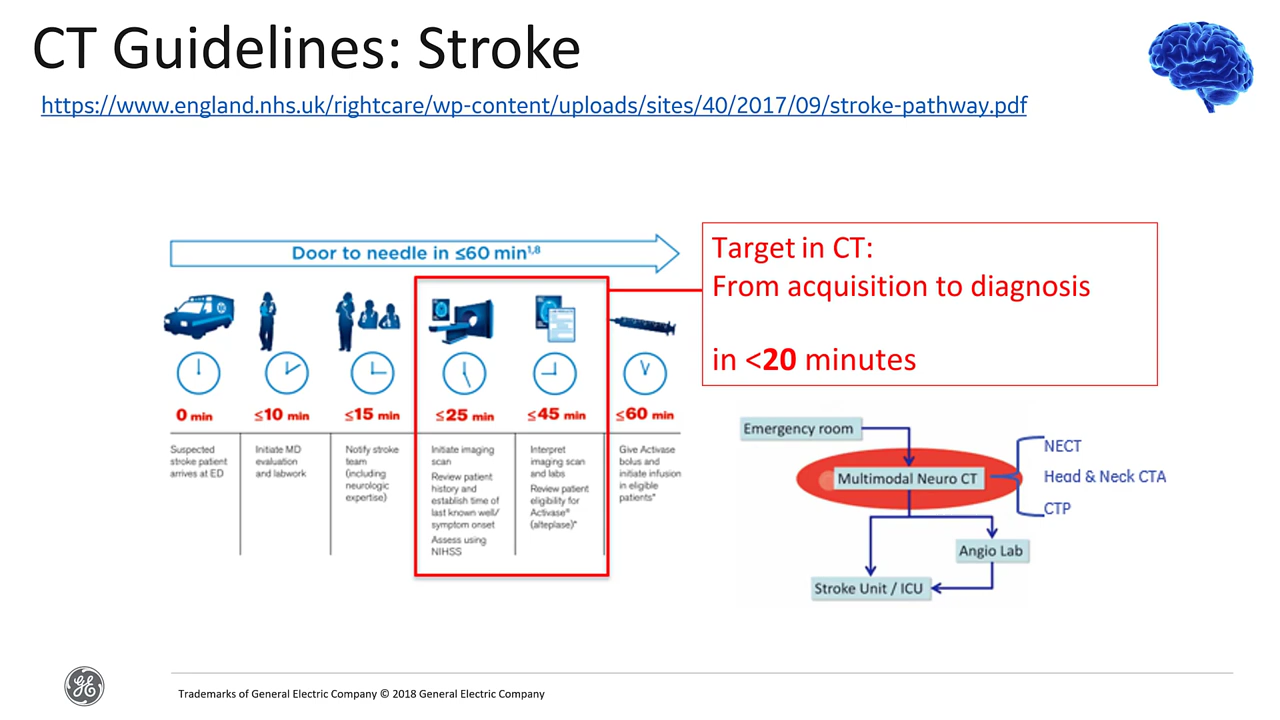 CT Guidelines: Stroke
https://www.england.nhs.uk/rightcare/wp-content/uploads/sites/40/2017/09/stroke-pathway.pdf
Door to needle in ≤60 min1,8
0 min
Suspected
stroke patient
arrives at ED
≤10 min
Initiate MD
evaluation
and labwork
≤15 min
Notify stroke
team
(including
neurologic
expertise)
≤25 min
Initiate imaging
scan
Review patient
history and
establish time of
last known well/
symptom onset
Assess using
NIHSS
≤45 min
Interpret
imaging scan
and labs
Review patient
eligibility for
Activase®
(alteplase)*
≤60 min
Give Activase
bolus and
initiate infusion
in eligible
patients*
Target in CT:
From acquisition to diagnosis
in <20 minutes
Emergency room
Multimodal Neuro CT
NECT
Head & Neck CTA
CTP
Angio Lab
Stroke Unit / ICU
Trademarks of General Electric Company © 2018 General Electric Company